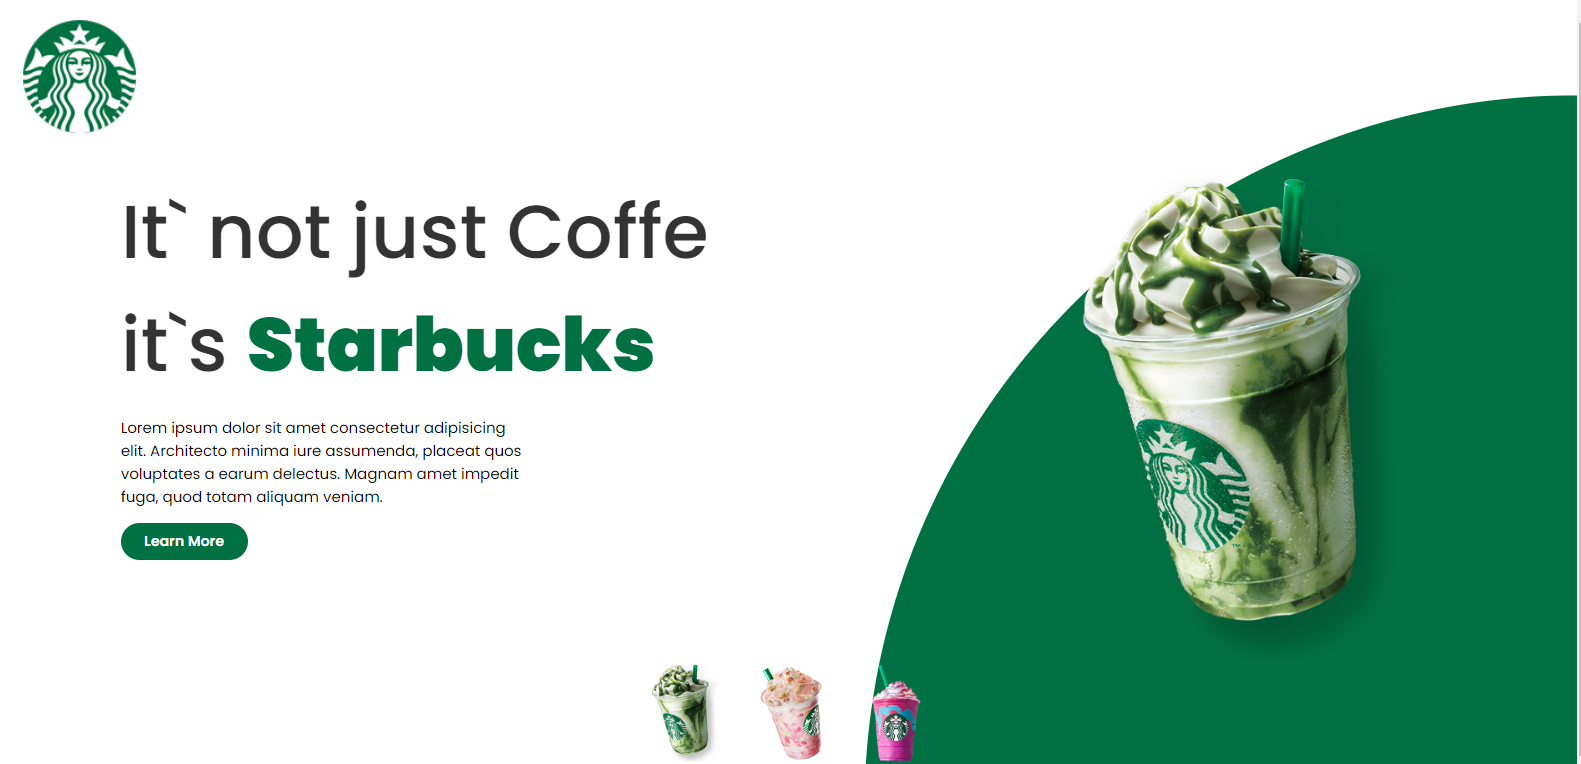 It` not just Coffe
it`s Starbucks
Lorem ipsum dolor sit amet consectetur adipisicing
elit. Architecto minima iure assumenda, placeat quos
voluptates a earum delectus. Magnam amet impedit
fuga, quod totam aliquam veniam.
Learn More